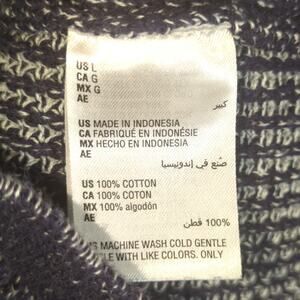 US L
CA G
MX G
AE
كبير
US MADE IN INDONESIA
CA FABRIQUÉ EN INDONÉSIE
MX HECHO EN INDONESIA
AE
صنع في إندونيسيا
US 100% COTTON
CA 100% COTON
MX 100% algodón
AE
100% قطن
MACHINE WASH COLD GENTLE
WITH LIKE COLORS. ONLY